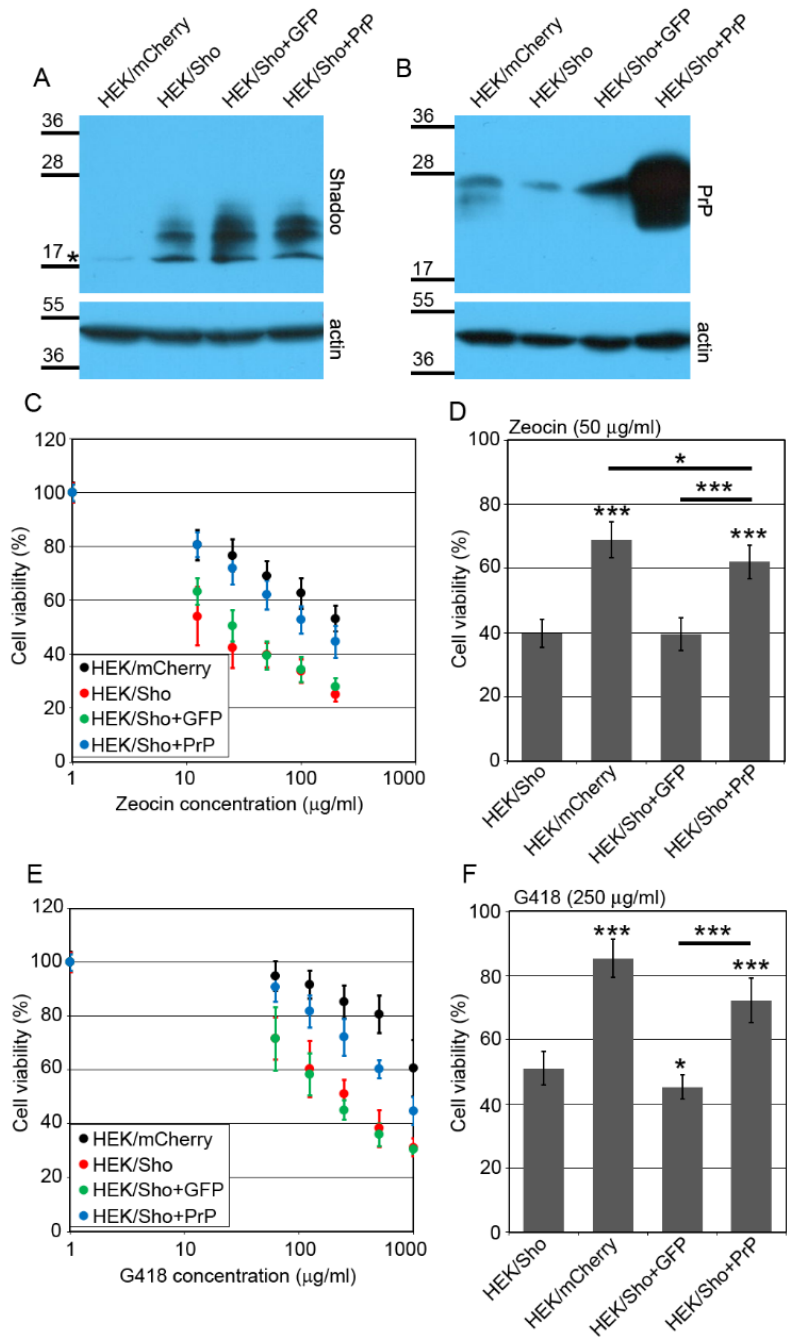 A
HEK/mCherry
HEK/Sho
HEK/Sho+GFP
HEK/Sho+PrP
36
28
17
*
Shadoo
55
36
actin
B
HEK/mCherry
HEK/Sho
HEK/Sho+GFP
HEK/Sho+PrP
36
28
17
PrP
55
36
actin
C
120
100
80
60
40
20
0
Cell viability (%)
HEK/mCherry
HEK/Sho
HEK/Sho+GFP
HEK/Sho+PrP
1
10
100
1000
Zeocin concentration (µg/ml)
D
Zeocin (50 µg/ml)
100
80
60
40
20
0
Cell viability (%)
*
***
***
***
HEK/Sho
HEK/mCherry
HEK/Sho+GFP
HEK/Sho+PrP
E
120
100
80
60
40
20
0
Cell viability (%)
HEK/mCherry
HEK/Sho
HEK/Sho+GFP
HEK/Sho+PrP
1
10
100
1000
G418 concentration (µg/ml)
F
G418 (250 µg/ml)
100
80
60
40
20
0
Cell viability (%)
***
***
***
*
HEK/Sho
HEK/mCherry
HEK/Sho+GFP
HEK/Sho+PrP